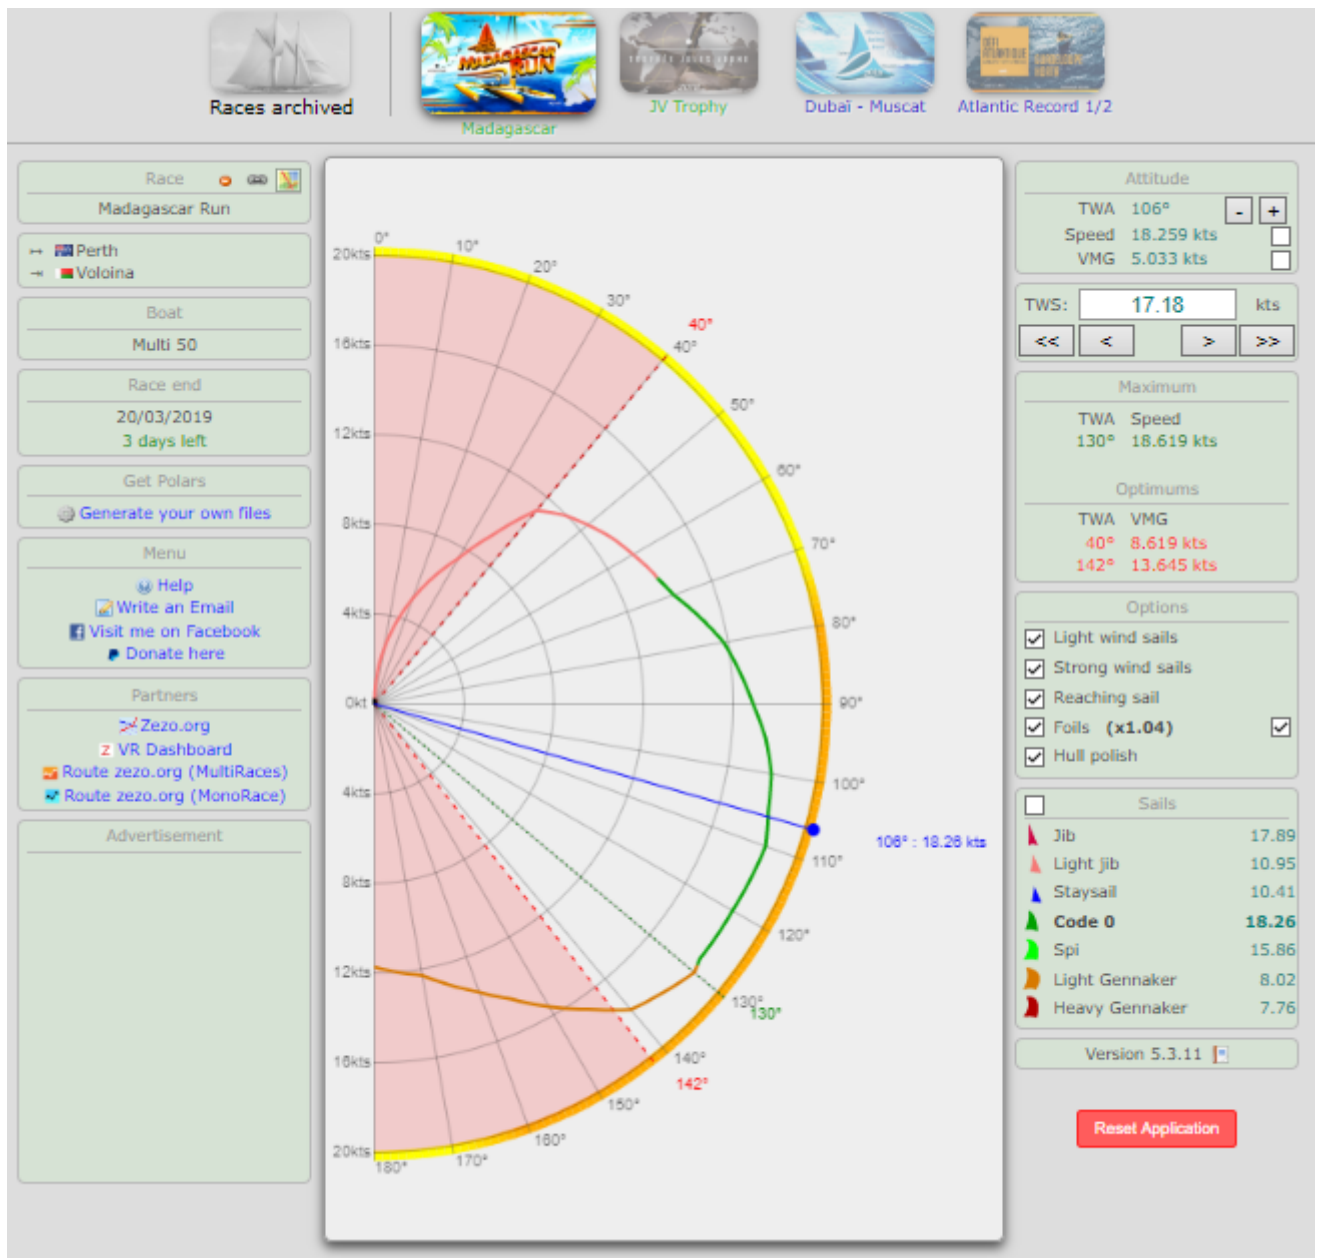 MADAGASCAR
RUN
Races archived
Madagascar
JV Trophy
Dubaï - Muscat
Atlantic Record 1/2
Race
Madagascar Run
Perth
Voloina
Boat
Multi 50
Race end
20/03/2019
3 days left
Get Polars
Generate your own files
Menu
Help
Write an Email
Visit me on Facebook
Donate here
Partners
Zezo.org
Z VR Dashboard
Route zezo.org (MultiRaces)
Route zezo.org (MonoRace)
Advertisement
0°
20kts
10°
20°
30°
40°
40°
16kts
50°
12kts
60°
8kts
70°
4kts
80°
0kt
90°
4kts
100°
106° : 18.26 kts
110°
8kts
120°
12kts
130°
130°
16kts
140°
142°
150°
160°
20kts
180°
170°
Attitude
TWA 106° - +
Speed 18.259 kts
VMG 5.033 kts
TWS: 17.18 kts
<< < > >>
Maximum
TWA Speed
130° 18.619 kts
Optimums
TWA VMG
40° 8.619 kts
142° 13.645 kts
Options
Light wind sails
Strong wind sails
Reaching sail
Foils (x1.04)
Hull polish
Sails
Jib 17.89
Light jib 10.95
Staysail 10.41
Code 0 18.26
Spi 15.86
Light Gennaker 8.02
Heavy Gennaker 7.76
Version 5.3.11
Reset Application